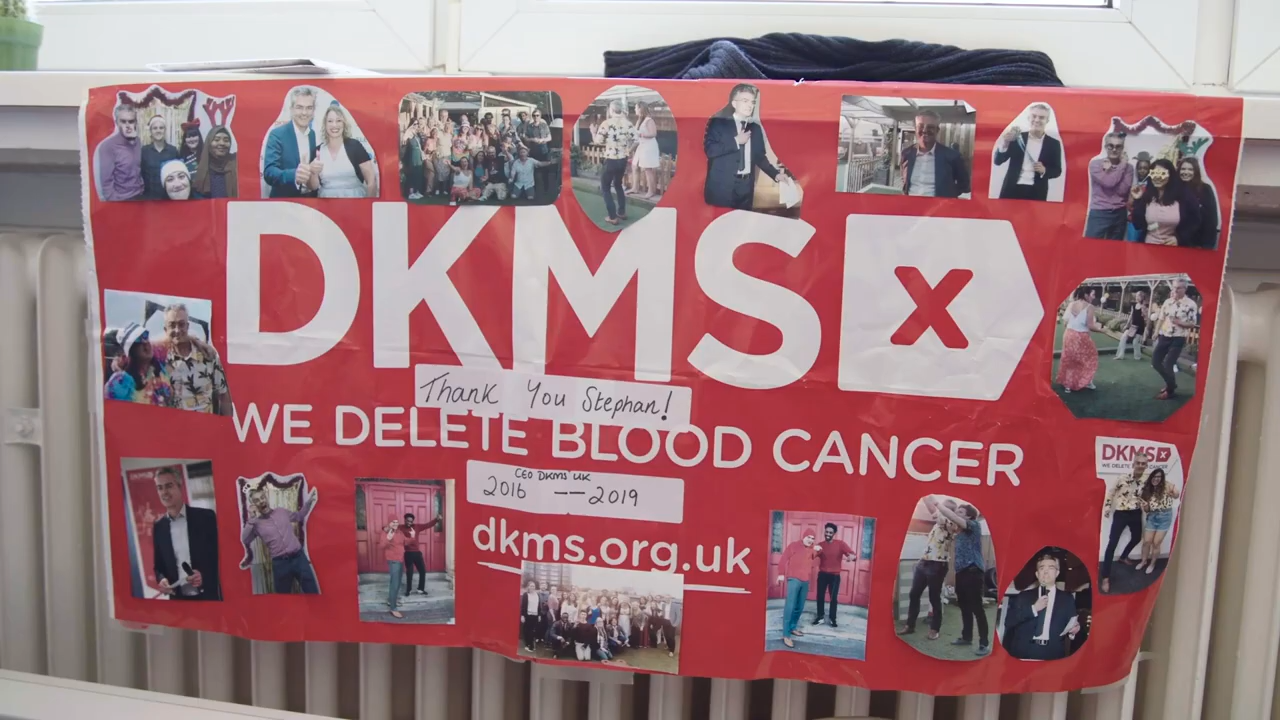 DKMS x
Thank You Stephan!
WE DELETE BLOOD CANCER
CEO DKMS UK
2016 -- 2019
dkms.org.uk
DKMS x
WE DELETE BLOOD CANCER